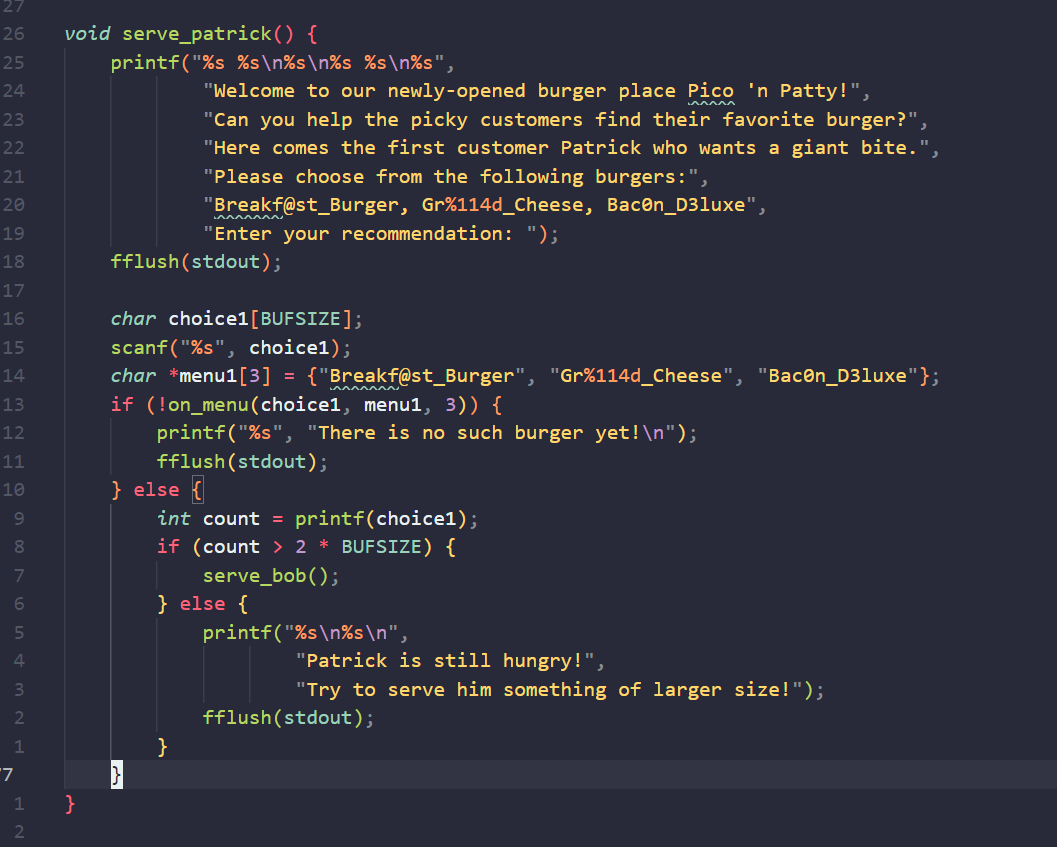 27
26 void serve_patrick() {
25     printf("%s %s\n%s\n%s %s\n%s",
24             "Welcome to our newly-opened burger place Pico 'n Patty!",
23             "Can you help the picky customers find their favorite burger?",
22             "Here comes the first customer Patrick who wants a giant bite.",
21             "Please choose from the following burgers:",
20             "Breakf@st_Burger, Gr%114d_Cheese, Bac0n_D3luxe",
19             "Enter your recommendation: ");
18     fflush(stdout);
17
16     char choice1[BUFSIZE];
15     scanf("%s", choice1);
14     char *menu1[3] = {"Breakf@st_Burger", "Gr%114d_Cheese", "Bac0n_D3luxe"};
13     if (!on_menu(choice1, menu1, 3)) {
12         printf("%s", "There is no such burger yet!\n");
11         fflush(stdout);
10     } else {
9         int count = printf(choice1);
8         if (count > 2 * BUFSIZE) {
7             serve_bob();
6         } else {
5             printf("%s\n%s\n",
4                     "Patrick is still hungry!",
3                     "Try to serve him something of larger size!");
2             fflush(stdout);
1         }
77     }
1 }
2